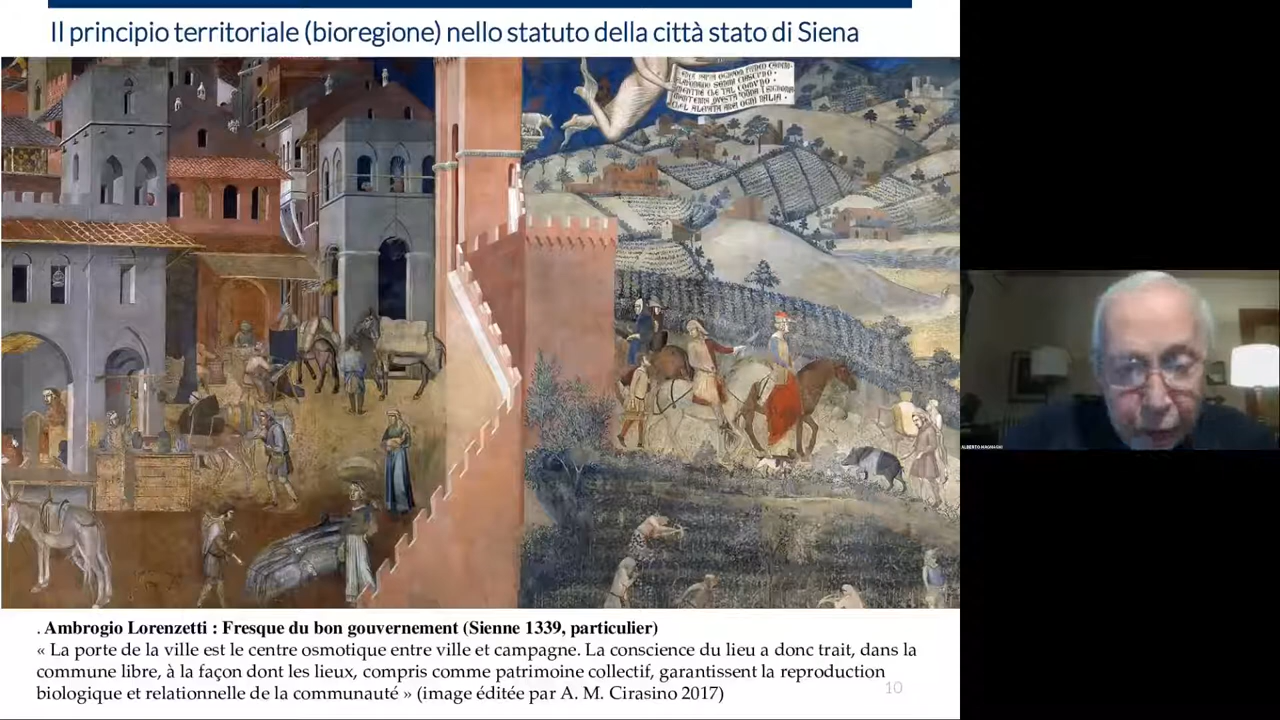 Il principio territoriale (bioregione) nello statuto della città stato di Siena
. Ambrogio Lorenzetti : Fresque du bon gouvernement (Sienne 1339, particulier)
« La porte de la ville est le centre osmotique entre ville et campagne. La conscience du lieu a donc trait, dans la
commune libre, à la façon dont les lieux, compris comme patrimoine collectif, garantissent la reproduction
biologique et relationnelle de la communauté » (image éditée par A. M. Cirasino 2017)
10
ALBERTO MAGNAGHI